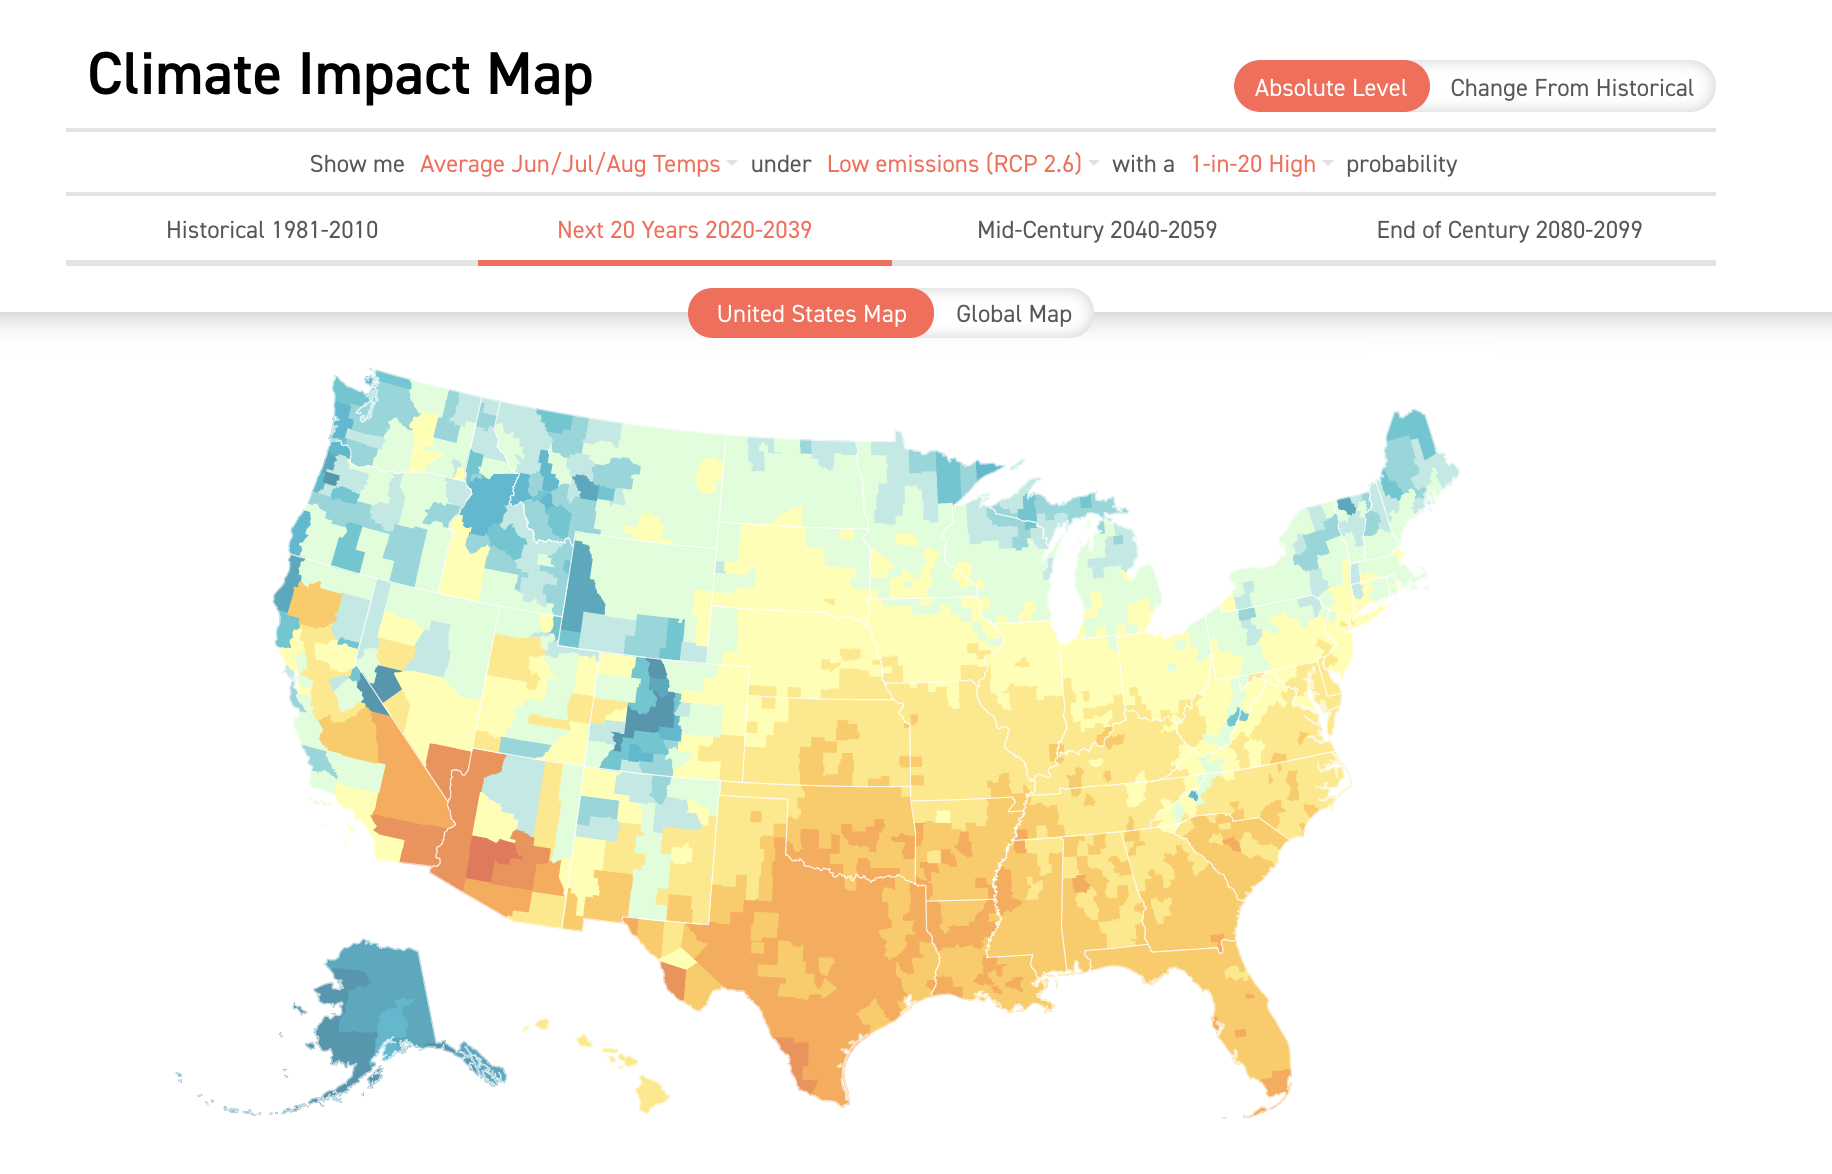 Climate Impact Map
Absolute Level Change From Historical
Show me Average Jun/Jul/Aug Temps under Low emissions (RCP 2.6) with a 1-in-20 High probability
Historical 1981-2010 Next 20 Years 2020-2039 Mid-Century 2040-2059 End of Century 2080-2099
United States Map Global Map